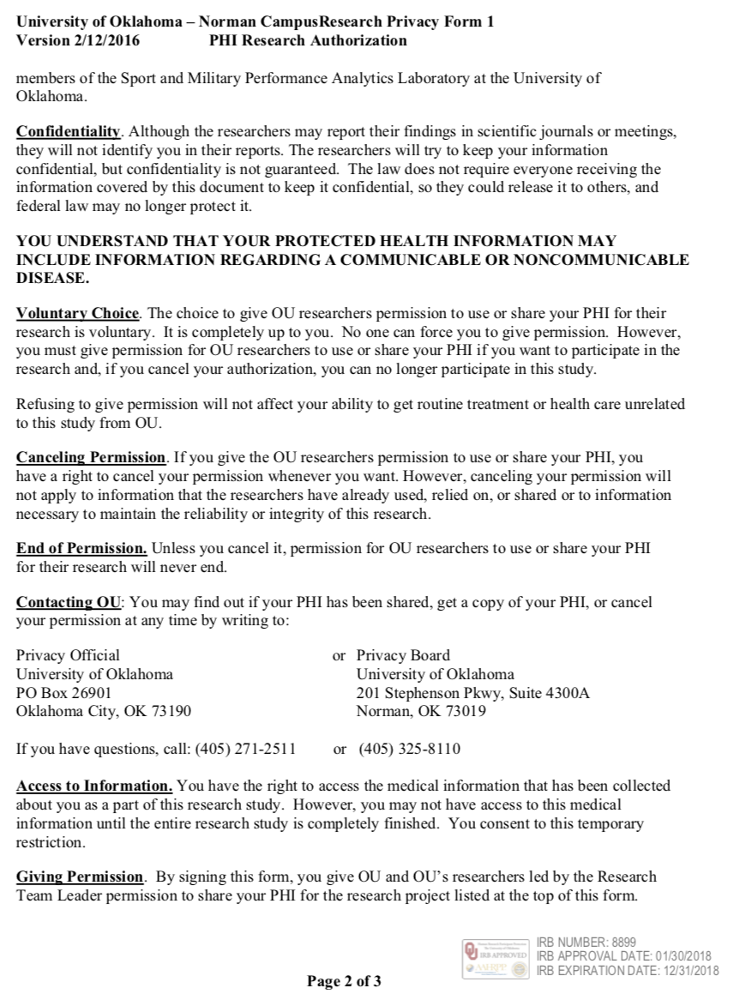 University of Oklahoma – Norman CampusResearch Privacy Form 1
Version 2/12/2016 PHI Research Authorization
members of the Sport and Military Performance Analytics Laboratory at the University of
Oklahoma.
Confidentiality. Although the researchers may report their findings in scientific journals or meetings,
they will not identify you in their reports. The researchers will try to keep your information
confidential, but confidentiality is not guaranteed. The law does not require everyone receiving the
information covered by this document to keep it confidential, so they could release it to others, and
federal law may no longer protect it.
YOU UNDERSTAND THAT YOUR PROTECTED HEALTH INFORMATION MAY
INCLUDE INFORMATION REGARDING A COMMUNICABLE OR NONCOMMUNICABLE
DISEASE.
Voluntary Choice. The choice to give OU researchers permission to use or share your PHI for their
research is voluntary. It is completely up to you. No one can force you to give permission. However,
you must give permission for OU researchers to use or share your PHI if you want to participate in the
research and, if you cancel your authorization, you can no longer participate in this study.
Refusing to give permission will not affect your ability to get routine treatment or health care unrelated
to this study from OU.
Canceling Permission. If you give the OU researchers permission to use or share your PHI, you
have a right to cancel your permission whenever you want. However, canceling your permission will
not apply to information that the researchers have already used, relied on, or shared or to information
necessary to maintain the reliability or integrity of this research.
End of Permission. Unless you cancel it, permission for OU researchers to use or share your PHI
for their research will never end.
Contacting OU: You may find out if your PHI has been shared, get a copy of your PHI, or cancel
your permission at any time by writing to:
Privacy Official or Privacy Board
University of Oklahoma University of Oklahoma
PO Box 26901 201 Stephenson Pkwy, Suite 4300A
Oklahoma City, OK 73190 Norman, OK 73019
If you have questions, call: (405) 271-2511 or (405) 325-8110
Access to Information. You have the right to access the medical information that has been collected
about you as a part of this research study. However, you may not have access to this medical
information until the entire research study is completely finished. You consent to this temporary
restriction.
Giving Permission. By signing this form, you give OU and OU's researchers led by the Research
Team Leader permission to share your PHI for the research project listed at the top of this form.
IRB APPROVED
AAHRPP
IRB NUMBER: 8899
IRB APPROVAL DATE: 01/30/2018
IRB EXPIRATION DATE: 12/31/2018
Page 2 of 3